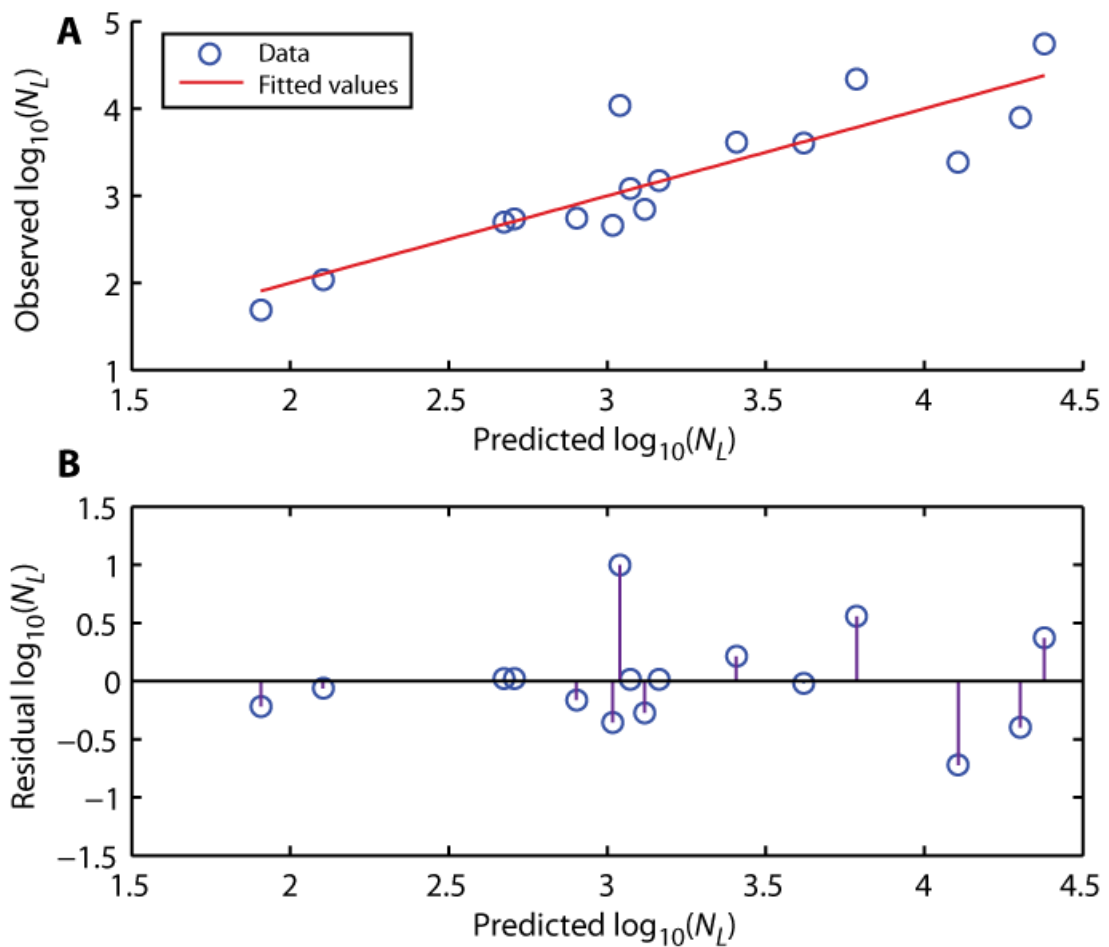 A
Data
Fitted values
Observed log10(NL)
5
4
3
2
1
1.5 2 2.5 3 3.5 4 4.5
Predicted log10(NL)
B
Residual log10(NL)
1.5
1
0.5
0
−0.5
−1
−1.5
1.5 2 2.5 3 3.5 4 4.5
Predicted log10(NL)